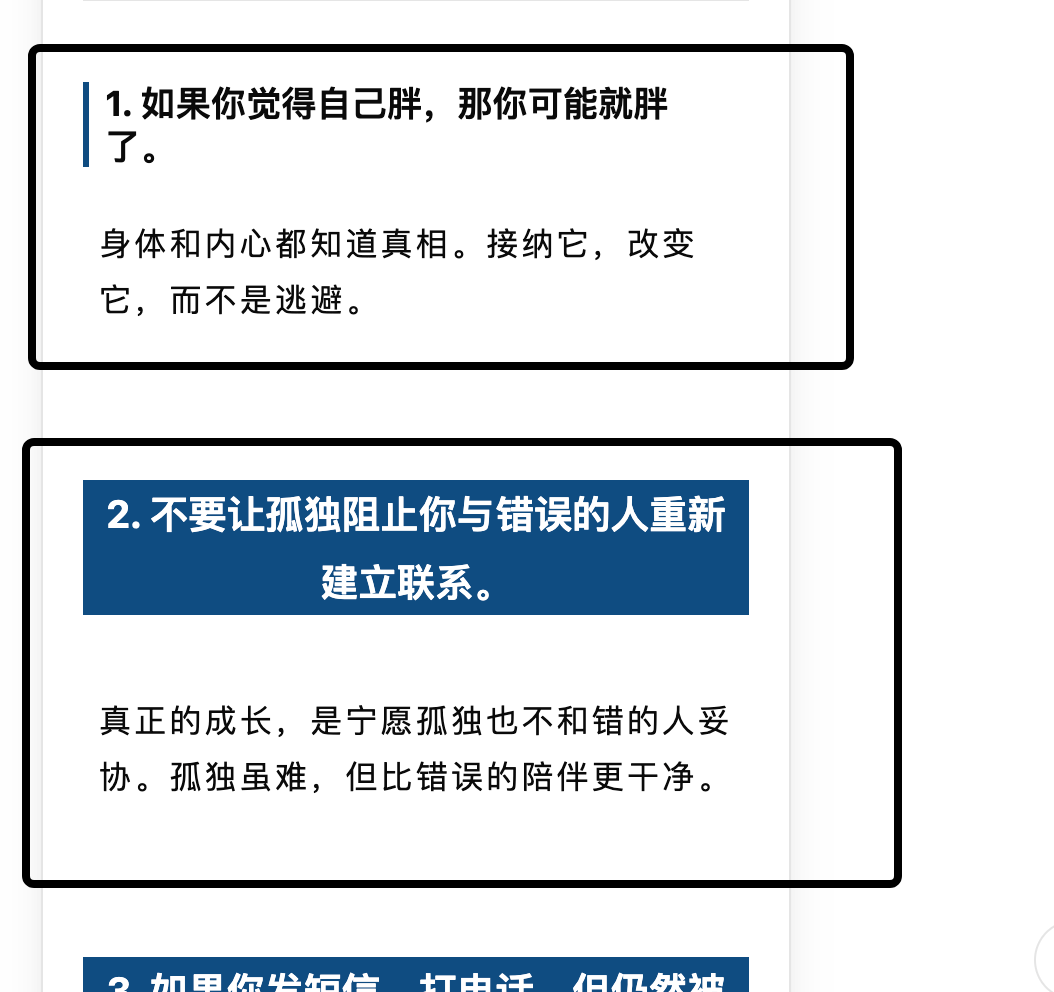 1. 如果你觉得自己胖，那你可能就胖
了。
身体和内心都知道真相。接纳它，改变
它，而不是逃避。
2. 不要让孤独阻止你与错误的人重新
建立联系。
真正的成长，是宁愿孤独也不和错的人妥
协。孤独虽难，但比错误的陪伴更干净。
3. 如果你发短信、打电话，但仍然被